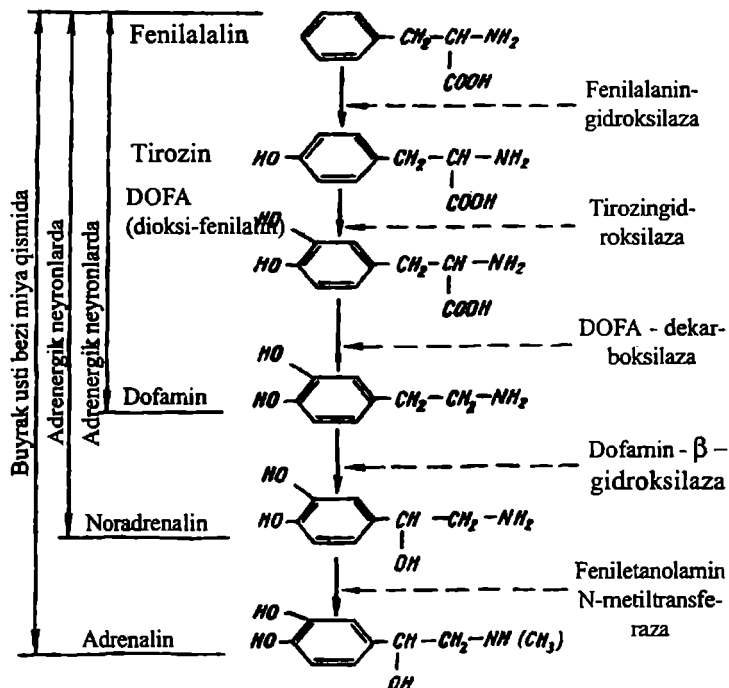 Fenilalalin
CH₂–CH–NH₂
COOH
Fenilalanin-
gidroksilaza
Tirozin
HO
CH₂–CH–NH₂
COOH
DOFA
(dioksi-fenilalin)
Tirozingid-
roksilaza
HO
HO
CH₂–CH–NH₂
COOH
DOFA - dekar-
boksilaza
HO
Dofamin
HO
CH₂–CH₂–NH₂
Dofamin - β –
gidroksilaza
HO
Noradrenalin
HO
CH –CH₂–NH₂
OH
Feniletanolamin
N-metiltransfe-
raza
HO
Adrenalin
HO
CH–CH₂–NH (CH₃)
OH
Buyrak usti bezi miya qismida
Adrenergik neyronlarda
Adrenergik neyronlarda